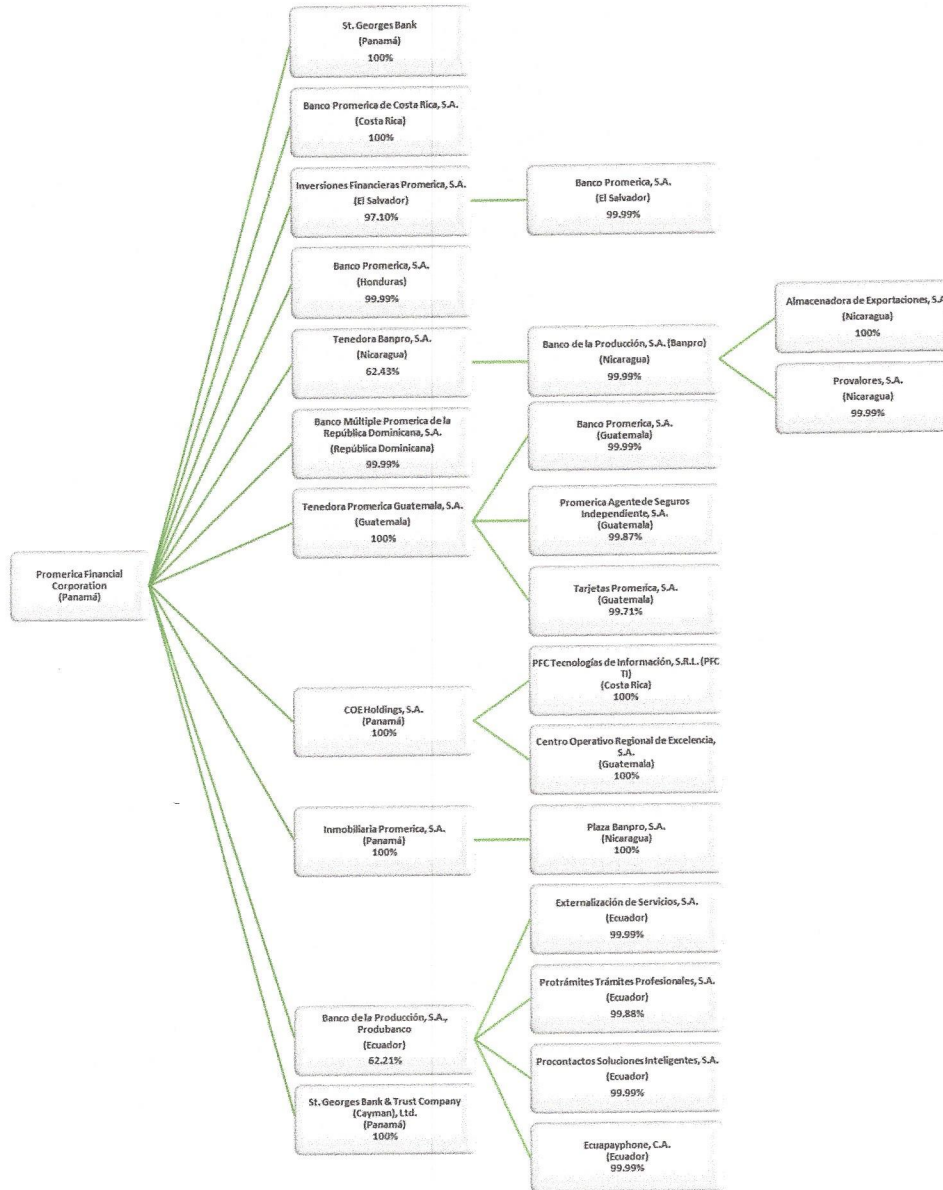 St. Georges Bank
(Panamá)
100%
Banco Promerica de Costa Rica, S.A.
(Costa Rica)
100%
Inversiones Financieras Promerica, S.A.
(El Salvador)
97.10%
Banco Promerica, S.A.
(El Salvador)
99.99%
Banco Promerica, S.A.
(Honduras)
99.99%
Tenedora Banpro, S.A.
(Nicaragua)
62.43%
Banco de la Producción, S.A. (Banpro)
(Nicaragua)
99.99%
Almacenadora de Exportaciones, S.A
(Nicaragua)
100%
Provalores, S.A.
(Nicaragua)
99.99%
Banco Múltiple Promerica de la
República Dominicana, S.A.
(República Dominicana)
99.99%
Tenedora Promerica Guatemala, S.A.
(Guatemala)
100%
Banco Promerica, S.A.
(Guatemala)
99.99%
Promerica Agente de Seguros
Independiente, S.A.
(Guatemala)
99.87%
Tarjetas Promerica, S.A.
(Guatemala)
99.71%
Promerica Financial
Corporation
(Panamá)
COE Holdings, S.A.
(Panamá)
100%
PFC Tecnologías de Información, S.R.L. (PFC
TI)
(Costa Rica)
100%
Centro Operativo Regional de Excelencia,
S.A.
(Guatemala)
100%
Inmobiliaria Promerica, S.A.
(Panamá)
100%
Plaza Banpro, S.A.
(Nicaragua)
100%
Banco de la Producción, S.A.,
Produbanco
(Ecuador)
62.21%
Externalización de Servicios, S.A.
(Ecuador)
99.99%
Protrámites Trámites Profesionales, S.A.
(Ecuador)
99.88%
Procontactos Soluciones Inteligentes, S.A.
(Ecuador)
99.99%
Ecuapayphone, C.A.
(Ecuador)
99.99%
St. Georges Bank & Trust Company
(Cayman), Ltd.
(Panamá)
100%